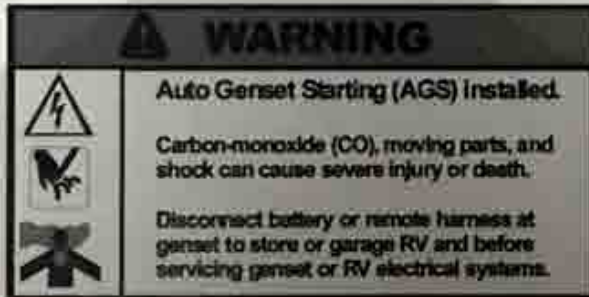 WARNING
Auto Genset Starting (AGS) installed.
Carbon-monoxide (CO), moving parts, and
shock can cause severe injury or death.
Disconnect battery or remote harness at
genset to store or garage RV and before
servicing genset or RV electrical systems.